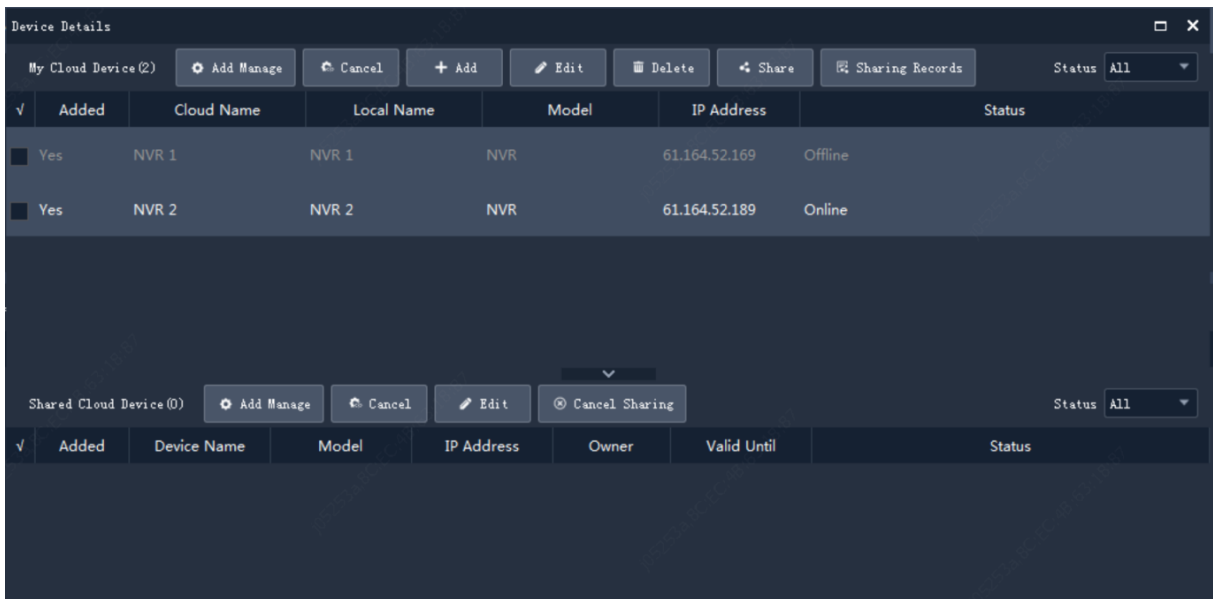 Device Details
My Cloud Device(2) Add Manage Cancel + Add Edit Delete Share Sharing Records Status All
√ Added Cloud Name Local Name Model IP Address Status
Yes NVR 1 NVR 1 NVR 61.164.52.169 Offline
Yes NVR 2 NVR 2 NVR 61.164.52.189 Online
Shared Cloud Device(0) Add Manage Cancel Edit Cancel Sharing Status All
√ Added Device Name Model IP Address Owner Valid Until Status